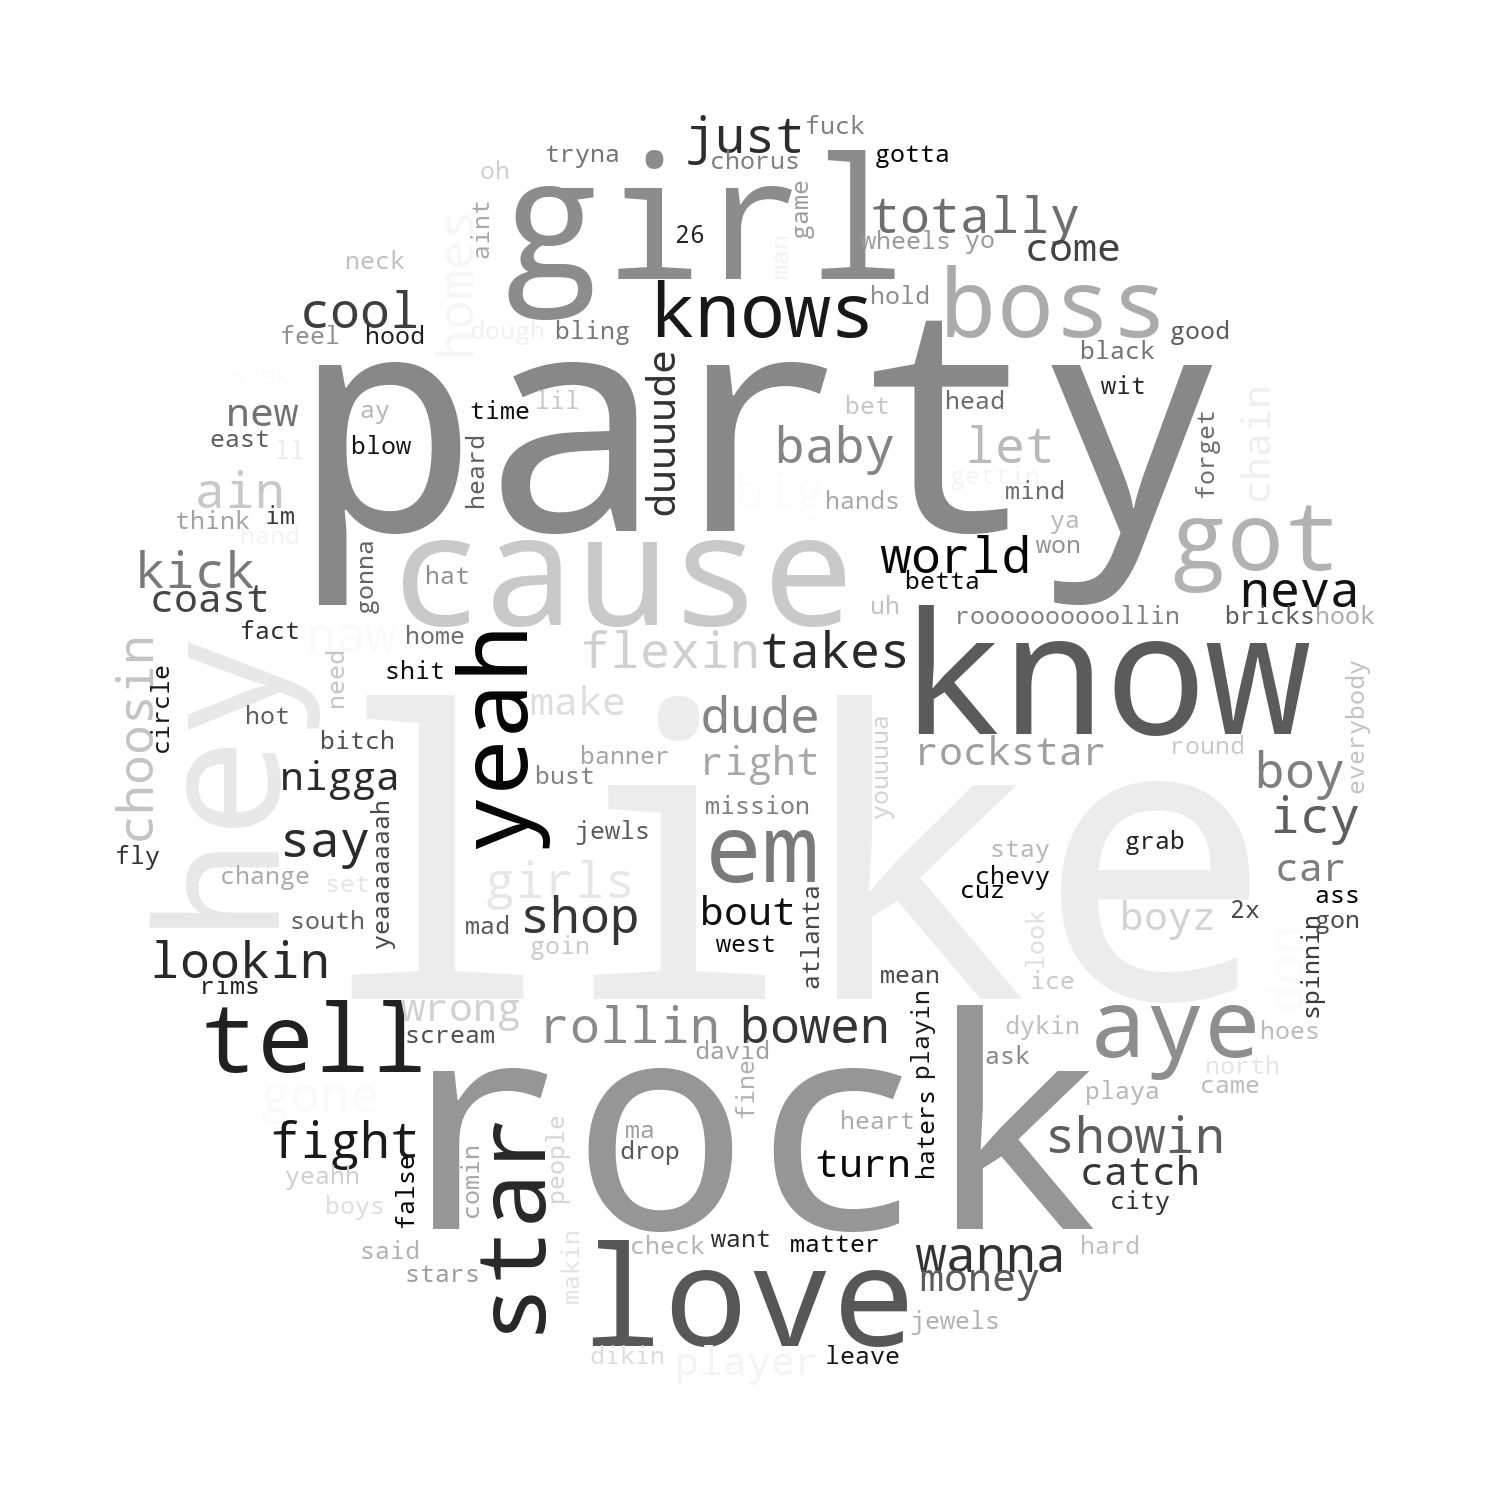 just
fuck
tryna
chorus
gotta
oh
girl
game
totally
homes
aint
26
wheels
yo
man
come
neck
knows
hold
boss
cool
feel
hood
dough
bling
good
party
black
week
wit
new
ay
time
lil
duuuude
bet
head
east
ll
blow
heard
baby
let
forget
chain
gettin
ain
big
hands
mind
think
im
ya
got
hand
cause
world
won
kick
gonna
hat
betta
neva
coast
uh
know
roooooooooollin
bricks
hook
fact
naw
home
yeah
flexin
takes
choosin
circle
hey
need
shit
like
make
dude
everybody
hot
rockstar
round
bitch
banner
right
youuuua
boy
nigga
bust
mission
icy
say
yeaaaaaaah
jewls
em
grab
fly
stay
car
change
set
girls
chevy
cuz
ass
south
mad
shop
bout
atlanta
look
boyz
2x
gon
goin
west
don
spinnin
lookin
rims
mean
ice
tell
wrong
rollin
bowen
playin
dykin
aye
hoes
scream
david
ask
north
gone
fine
rock
playa
came
fight
star
people
ma
heart
haters
showin
drop
yeahh
false
comin
turn
catch
boys
city
said
makin
check
want
matter
wanna
hard
stars
love
money
jewels
dikin
player
leave